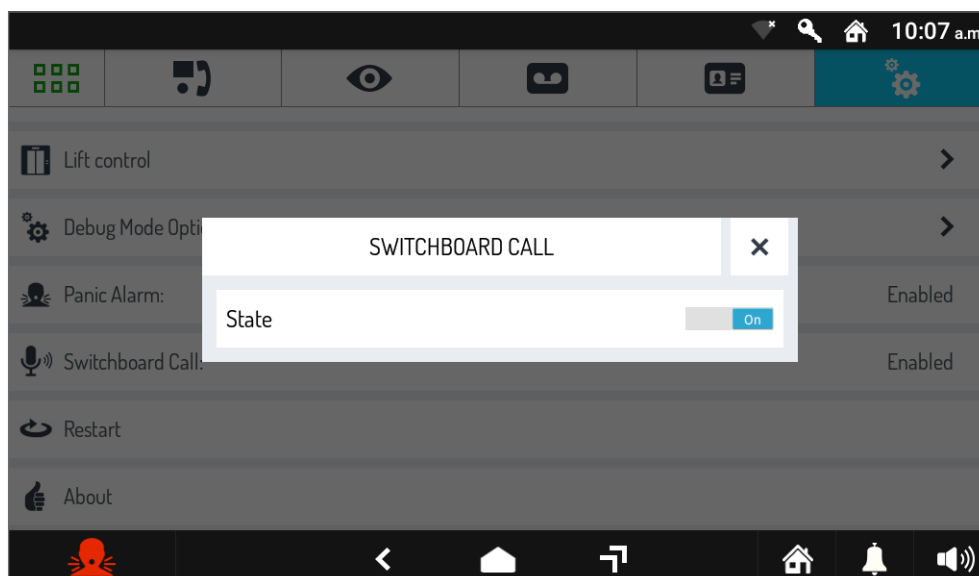 10:07 a.m
Lift control
Debug Mode Opti
SWITCHBOARD CALL
Panic Alarm: Enabled
State On
Switchboard Call: Enabled
Restart
About